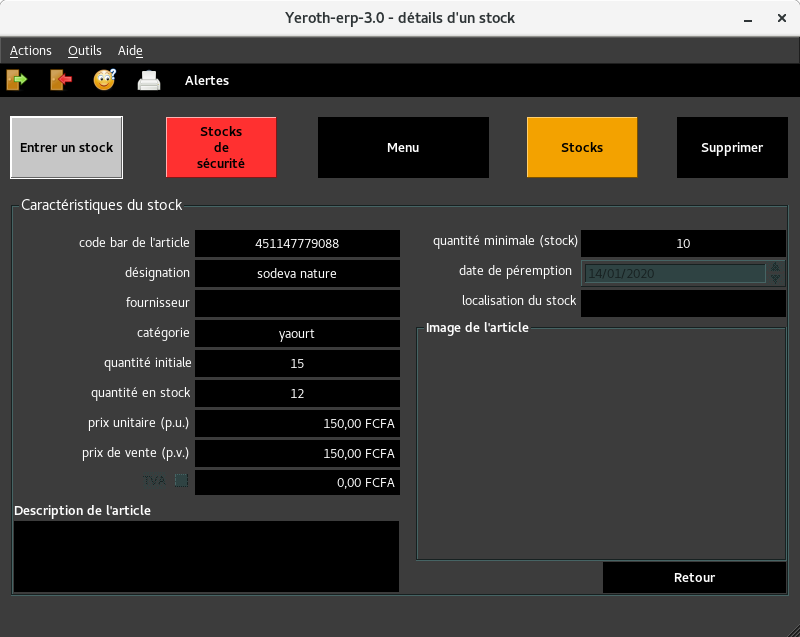 Yeroth-erp-3.0 - détails d'un stock
Actions Outils Aide
Alertes
Entrer un stock
Stocks
de
sécurité
Menu
Stocks
Supprimer
Caractéristiques du stock
code bar de l'article 451147779088
désignation sodeva nature
fournisseur
catégorie yaourt
quantité initiale 15
quantité en stock 12
prix unitaire (p.u.) 150,00 FCFA
prix de vente (p.v.) 150,00 FCFA
TVA 0,00 FCFA
Description de l'article
quantité minimale (stock) 10
date de péremption 14/01/2020
localisation du stock
Image de l'article
Retour